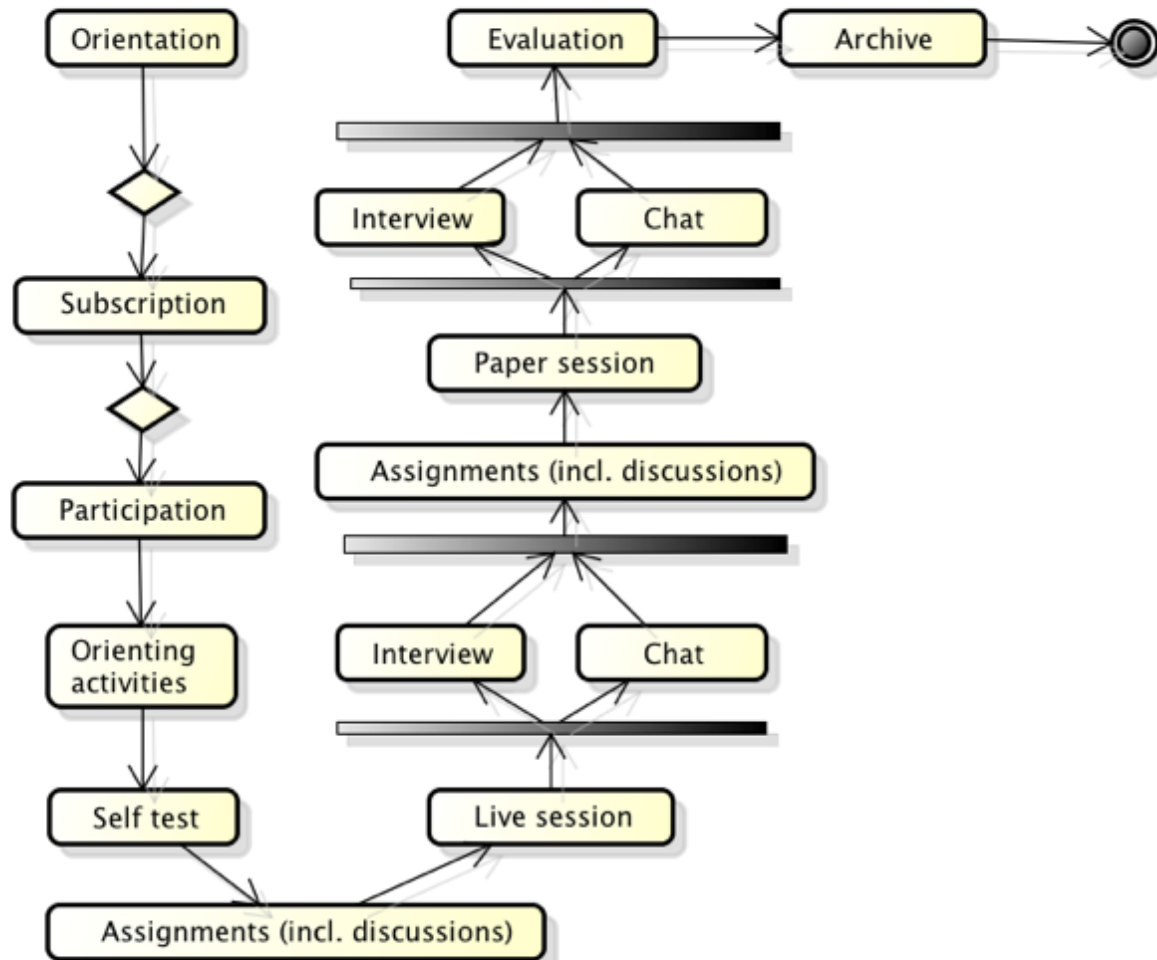 Orientation
Subscription
Participation
Orienting
activities
Self test
Assignments (incl. discussions)
Live session
Interview
Chat
Assignments (incl. discussions)
Paper session
Interview
Chat
Evaluation
Archive